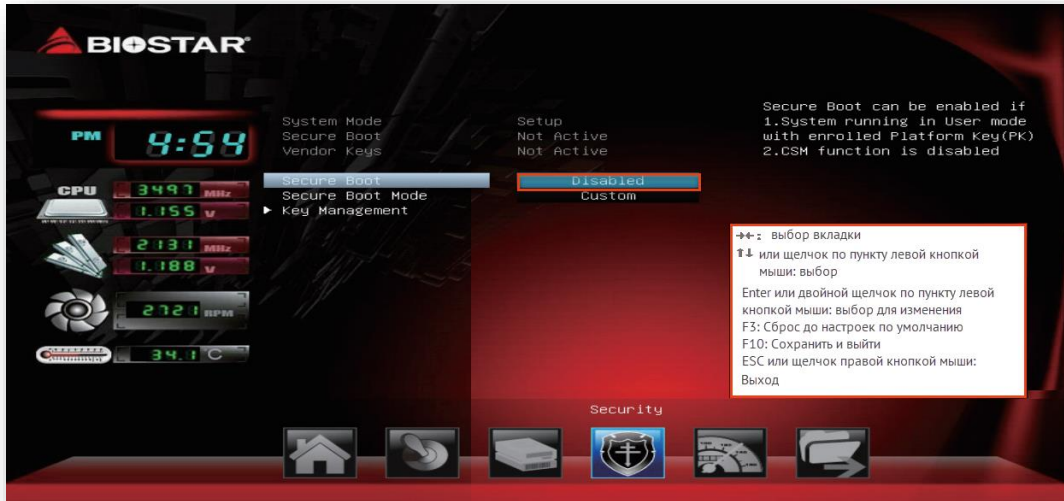 BIOSTAR
PM 4:54
CPU 3497 MHz
1.155 V
2131 MHz
1.188 V
2721 RPM
34.1 C
System Mode Setup
Secure Boot Not Active
Vendor Keys Not Active
Secure Boot Disabled
Secure Boot Mode Custom
Key Management
Secure Boot can be enabled if
1.System running in User mode
with enrolled Platform Key(PK)
2.CSM function is disabled
→←: выбор вкладки
↑↓ или щелчок по пункту левой кнопкой
мыши: выбор
Enter или двойной щелчок по пункту левой
кнопкой мыши: выбор для изменения
F3: Сброс до настроек по умолчанию
F10: Сохранить и выйти
ESC или щелчок правой кнопкой мыши:
Выход
Security